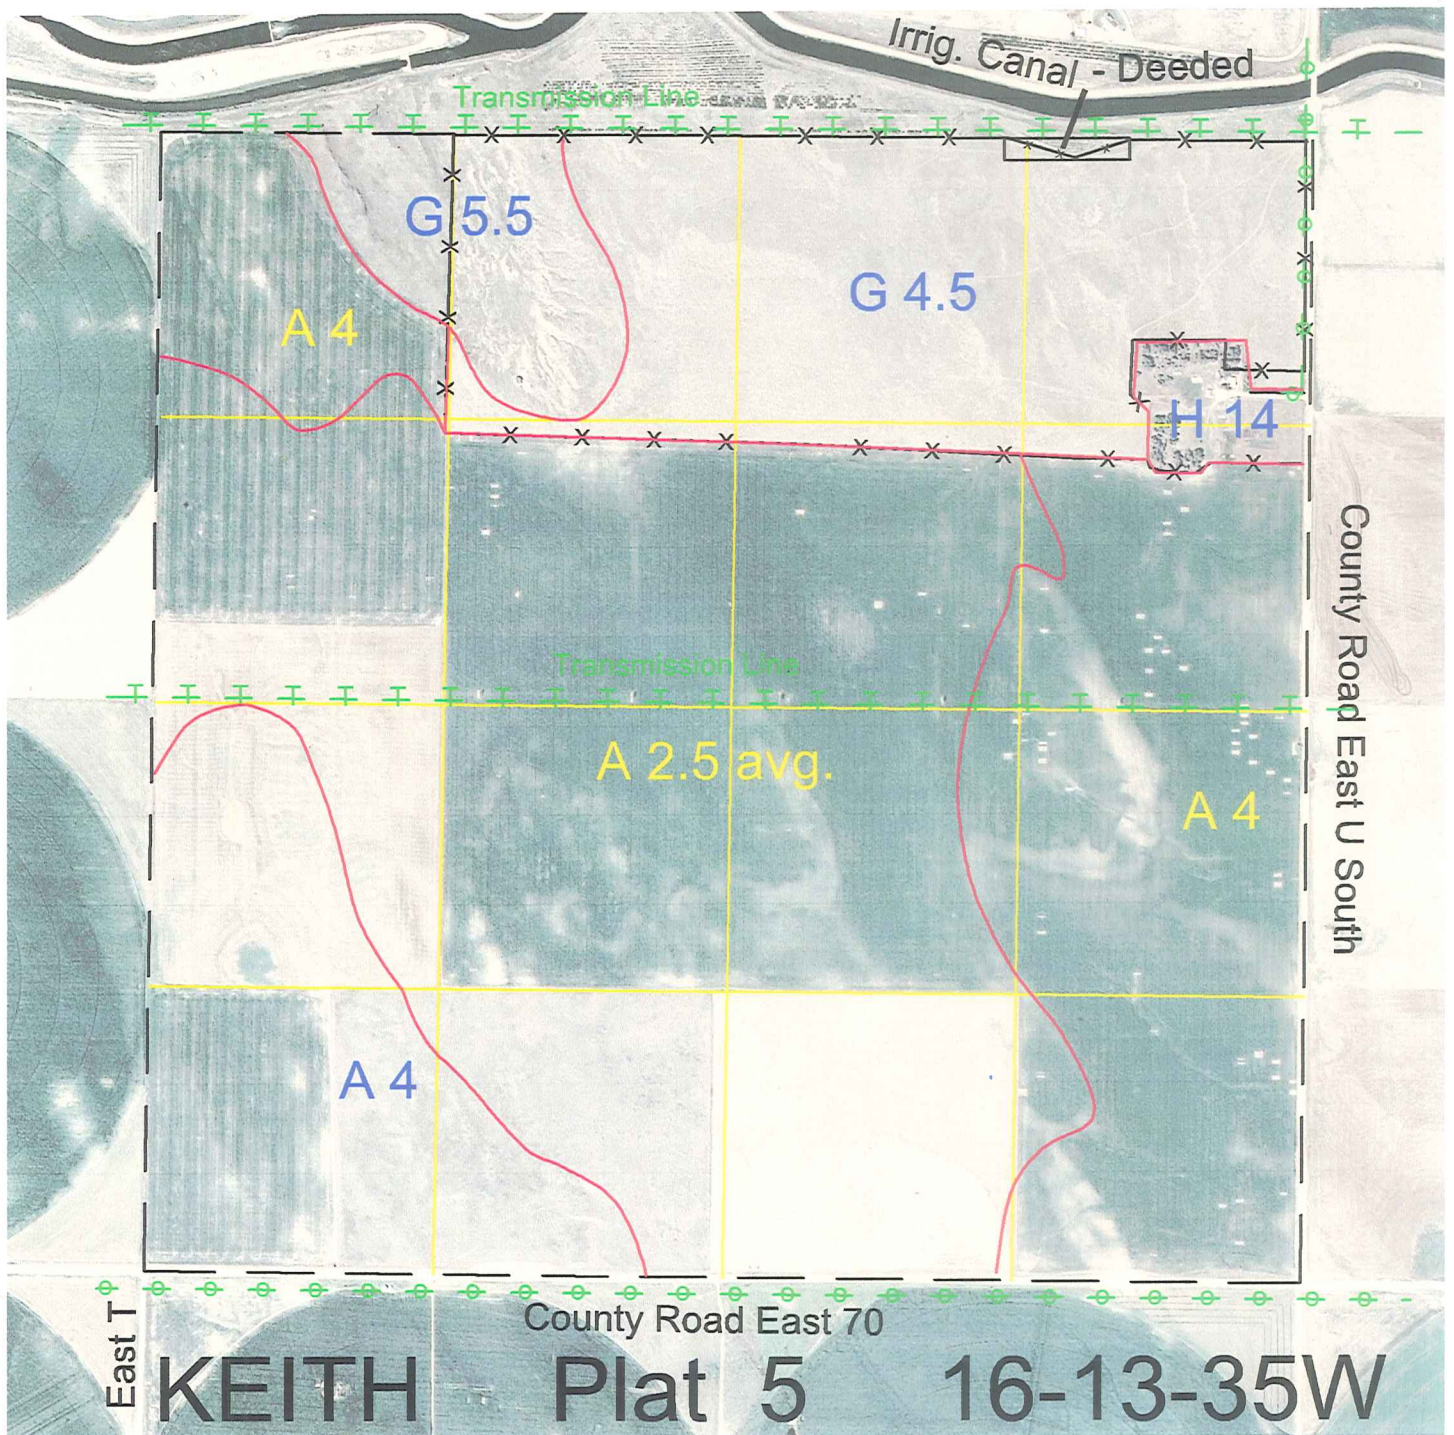 Irrig. Canal - Deeded
Transmission Line
G 5.5
G 4.5
A 4
H 14
County Road East U South
Transmission Line
A 2.5 avg.
A 4
A 4
County Road East 70
East T
KEITH Plat 5 16-13-35W